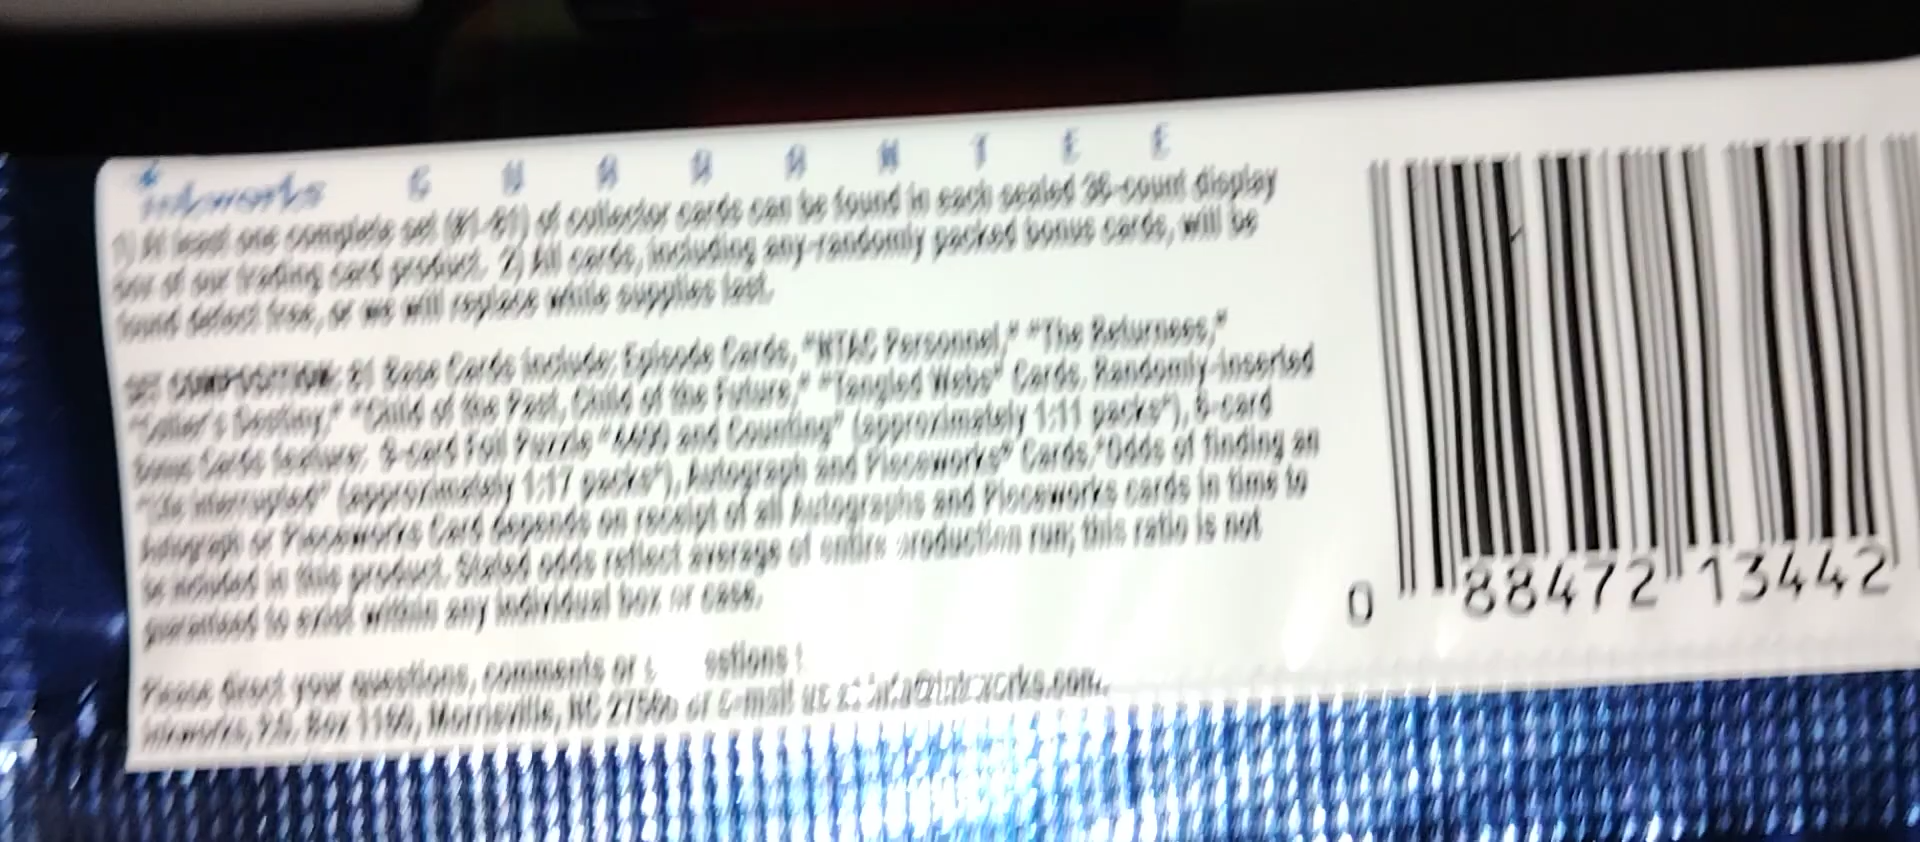 inkworks GUARANTEE
1) At least one complete set (#1-81) of collector cards can be found in each sealed 36-count display
box of our trading card product. 2) All cards, including any-randomly packed bonus cards, will be
found defect free, or we will replace while supplies last.
SET COMPOSITION: 81 Base Cards include: Episode Cards, "NTAC Personnel," "The Returnees,"
"Collier's Destiny," "Child of the Past, Child of the Future," "Tangled Webs" Cards. Randomly-inserted
Bonus Cards feature: 9-card Foil Puzzle "4400 and Counting" (approximately 1:11 packs*), 6-card
"Life Interrupted" (approximately 1:17 packs*), Autograph and Pieceworks® Cards.*Odds of finding an
Autograph or Pieceworks Card depends on receipt of all Autographs and Pieceworks cards in time to
be included in this product. Stated odds reflect average of entire production run; this ratio is not
guaranteed to exist within any individual box or case.
Please direct your questions, comments or estions
Inkworks, P.O. Box 1180, Morrisville, NC 27560 or e-mail us at info@inkworks.com.
0 88472 13442